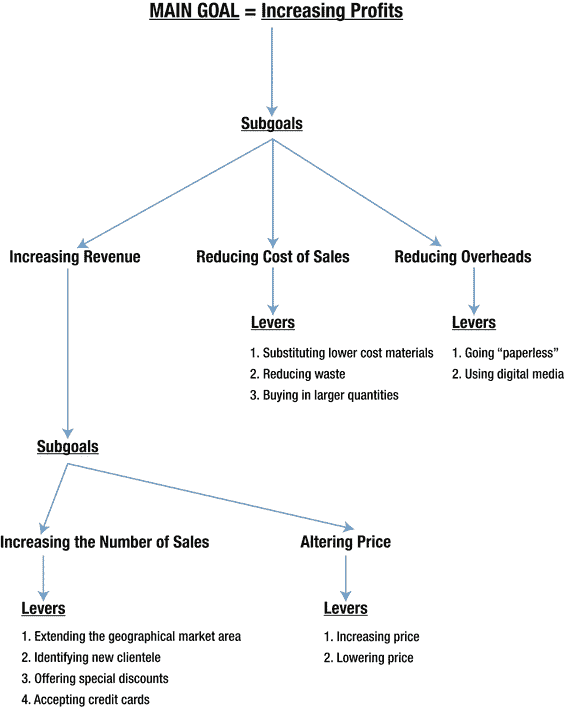 MAIN GOAL = Increasing Profits
Subgoals
Increasing Revenue
Reducing Cost of Sales
Reducing Overheads
Levers
1. Substituting lower cost materials
2. Reducing waste
3. Buying in larger quantities
Levers
1. Going “paperless”
2. Using digital media
Subgoals
Increasing the Number of Sales
Altering Price
Levers
1. Extending the geographical market area
2. Identifying new clientele
3. Offering special discounts
4. Accepting credit cards
Levers
1. Increasing price
2. Lowering price